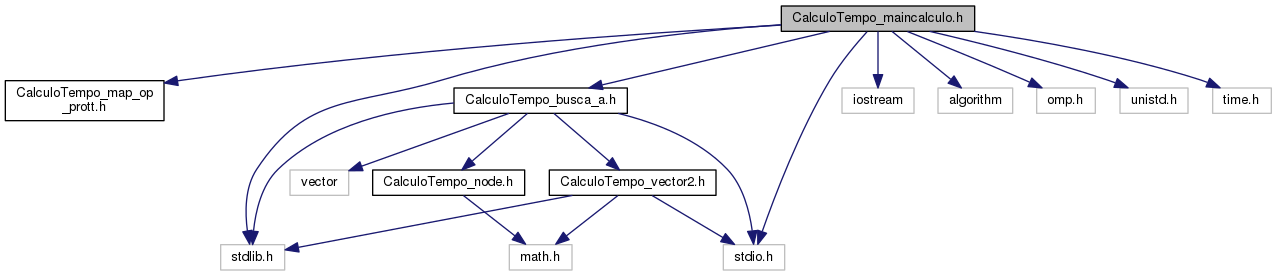 CalculoTempo_maincalculo.h
CalculoTempo_map_op
_prott.h
CalculoTempo_busca_a.h
iostream
algorithm
omp.h
unistd.h
time.h
vector
CalculoTempo_node.h
CalculoTempo_vector2.h
stdlib.h
math.h
stdio.h